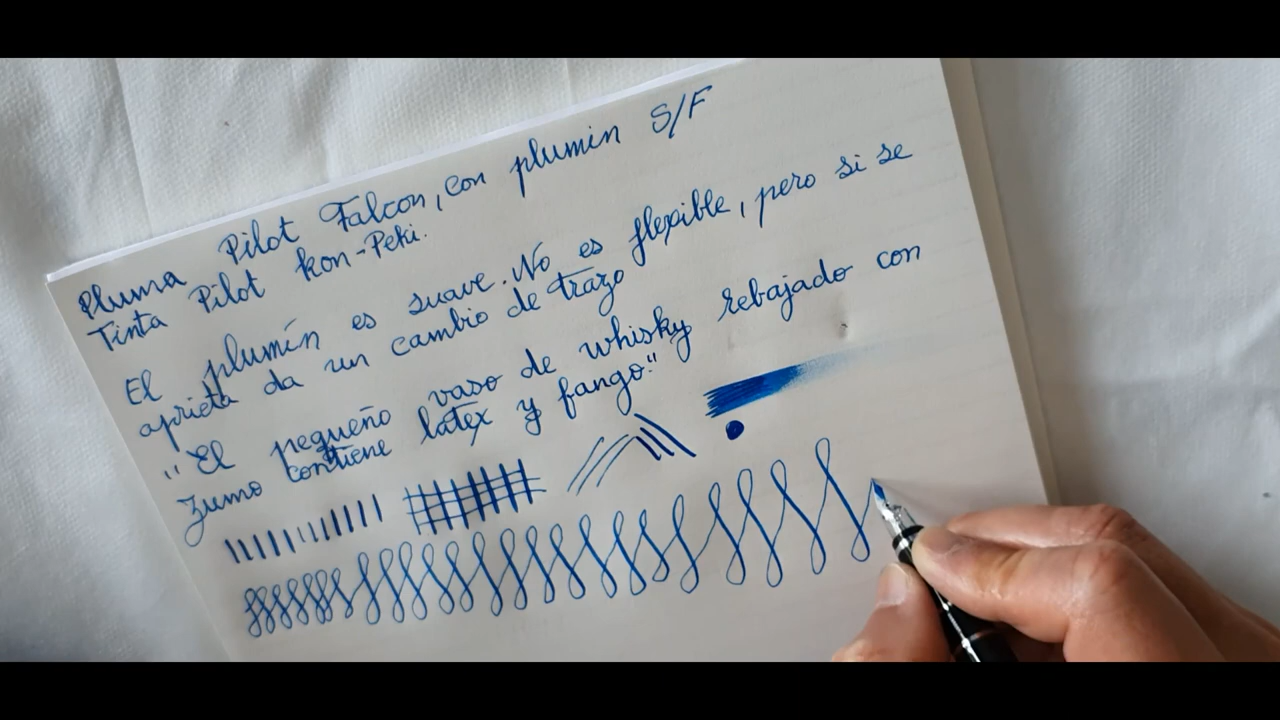 Pluma Pilot Falcon, con plumin S/F
Tinta Pilot Kon-Peki.
El plumín es suave. No es flexible, pero si se
aprieta da un cambio de trazo
"El pequeño vaso de whisky rebajado con
zumo contiene latex y fango."